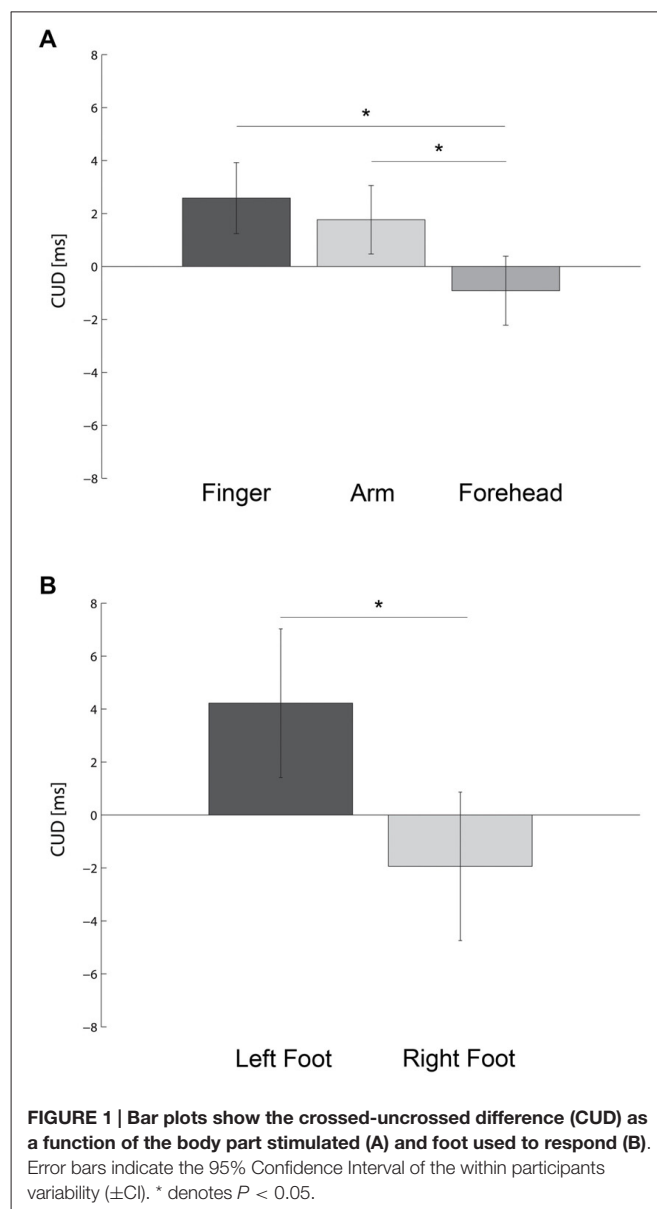 A
*
*
8
6
4
2
0
−2
−4
−6
−8
CUD [ms]
Finger Arm Forehead
B
*
8
6
4
2
0
−2
−4
−6
−8
CUD [ms]
Left Foot Right Foot
FIGURE 1 | Bar plots show the crossed-uncrossed difference (CUD) as
a function of the body part stimulated (A) and foot used to respond (B).
Error bars indicate the 95% Confidence Interval of the within participants
variability (±CI). * denotes P < 0.05.